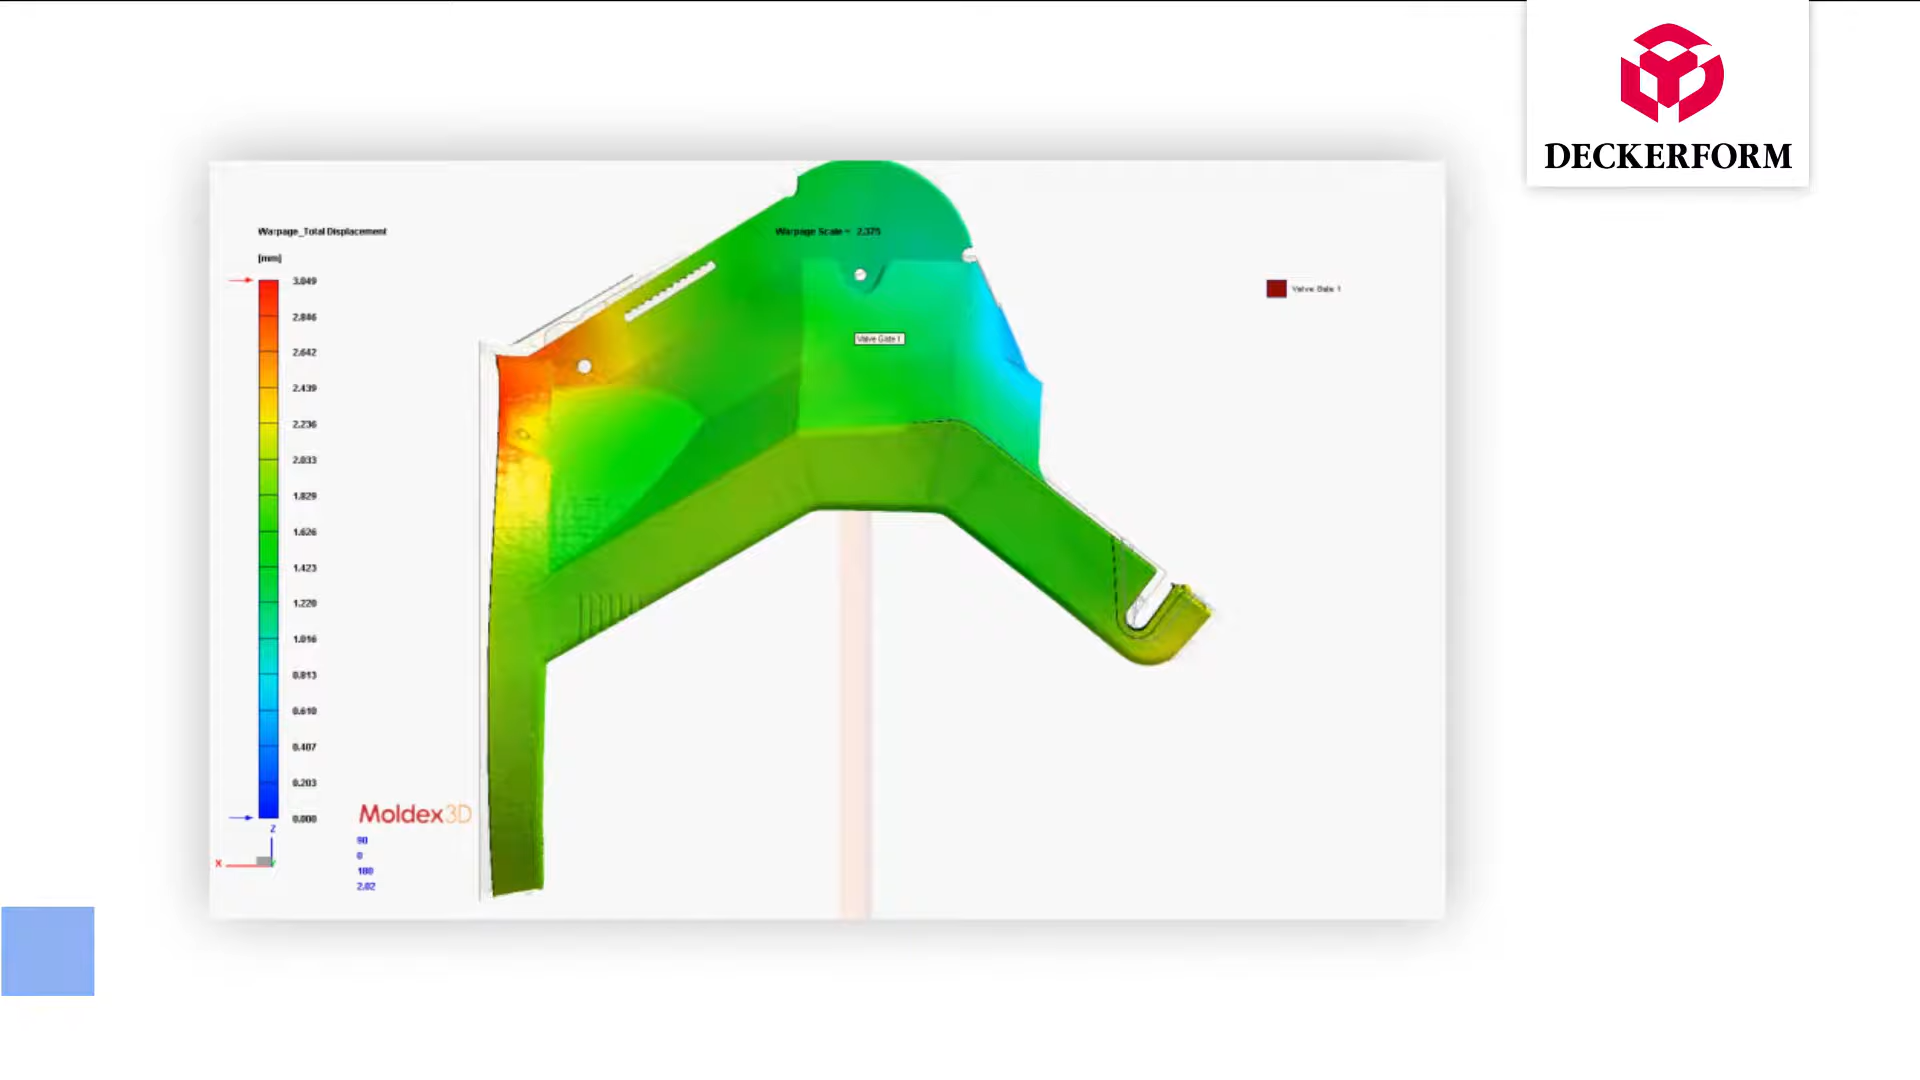 DECKERFORM
Warpage_Total Displacement
Warpage Scale = 2.375
[mm]
3.049
2.846
2.642
2.439
2.236
2.033
1.829
1.626
1.423
1.220
1.016
0.813
0.610
0.407
0.203
0.000
Valve Gate 1
Valve Gate 1
Z
X
Y
Moldex3D
90
0
180
2.02